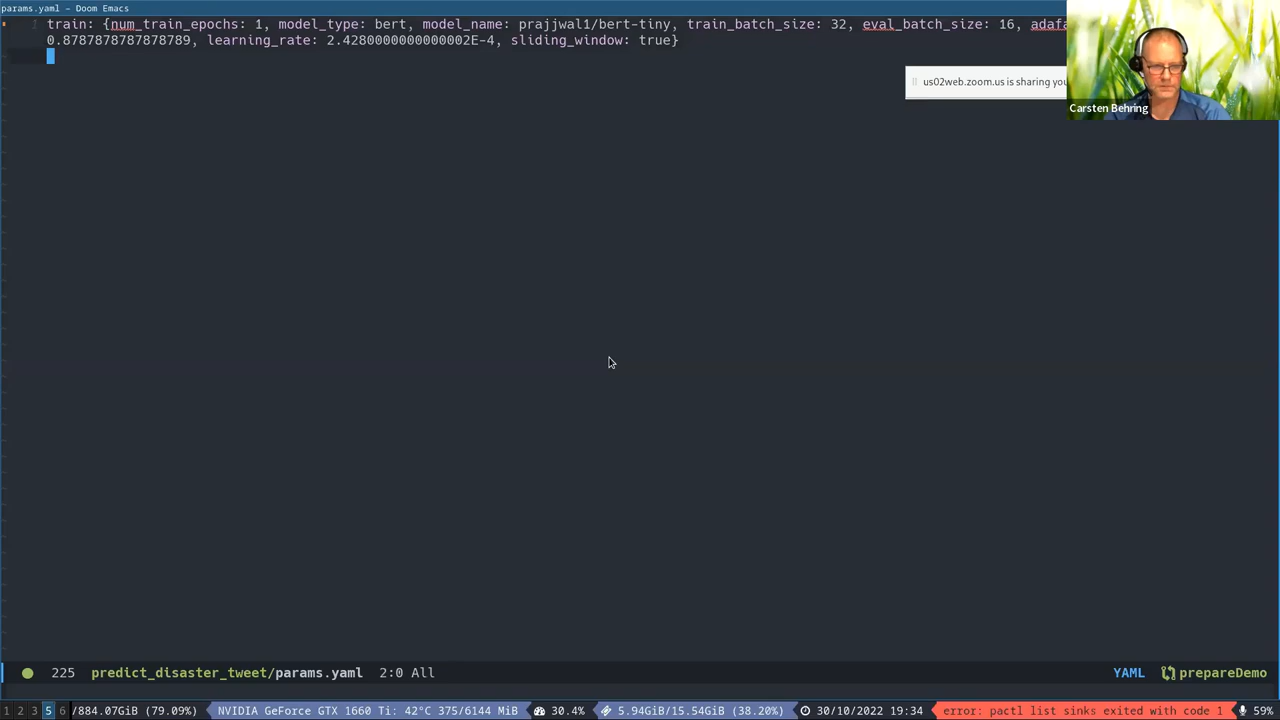 params.yaml – Doom Emacs
1 train: {num_train_epochs: 1, model_type: bert, model_name: prajjwal1/bert-tiny, train_batch_size: 32, eval_batch_size: 16,
0.8787878787878789, learning_rate: 2.4280000000000002E-4, sliding_window: true}
us02web.zoom.us is sharing
Carsten Behring
225 predict_disaster_tweet/params.yaml 2:0 All YAML prepareDemo
1 2 3 5 6 /884.07GiB (79.09%) NVIDIA GeForce GTX 1660 Ti: 42°C 375/6144 MiB 30.4% 5.94GiB/15.54GiB (38.20%) 30/10/2022 19:34 error: pactl list sinks exited with code 1 59%